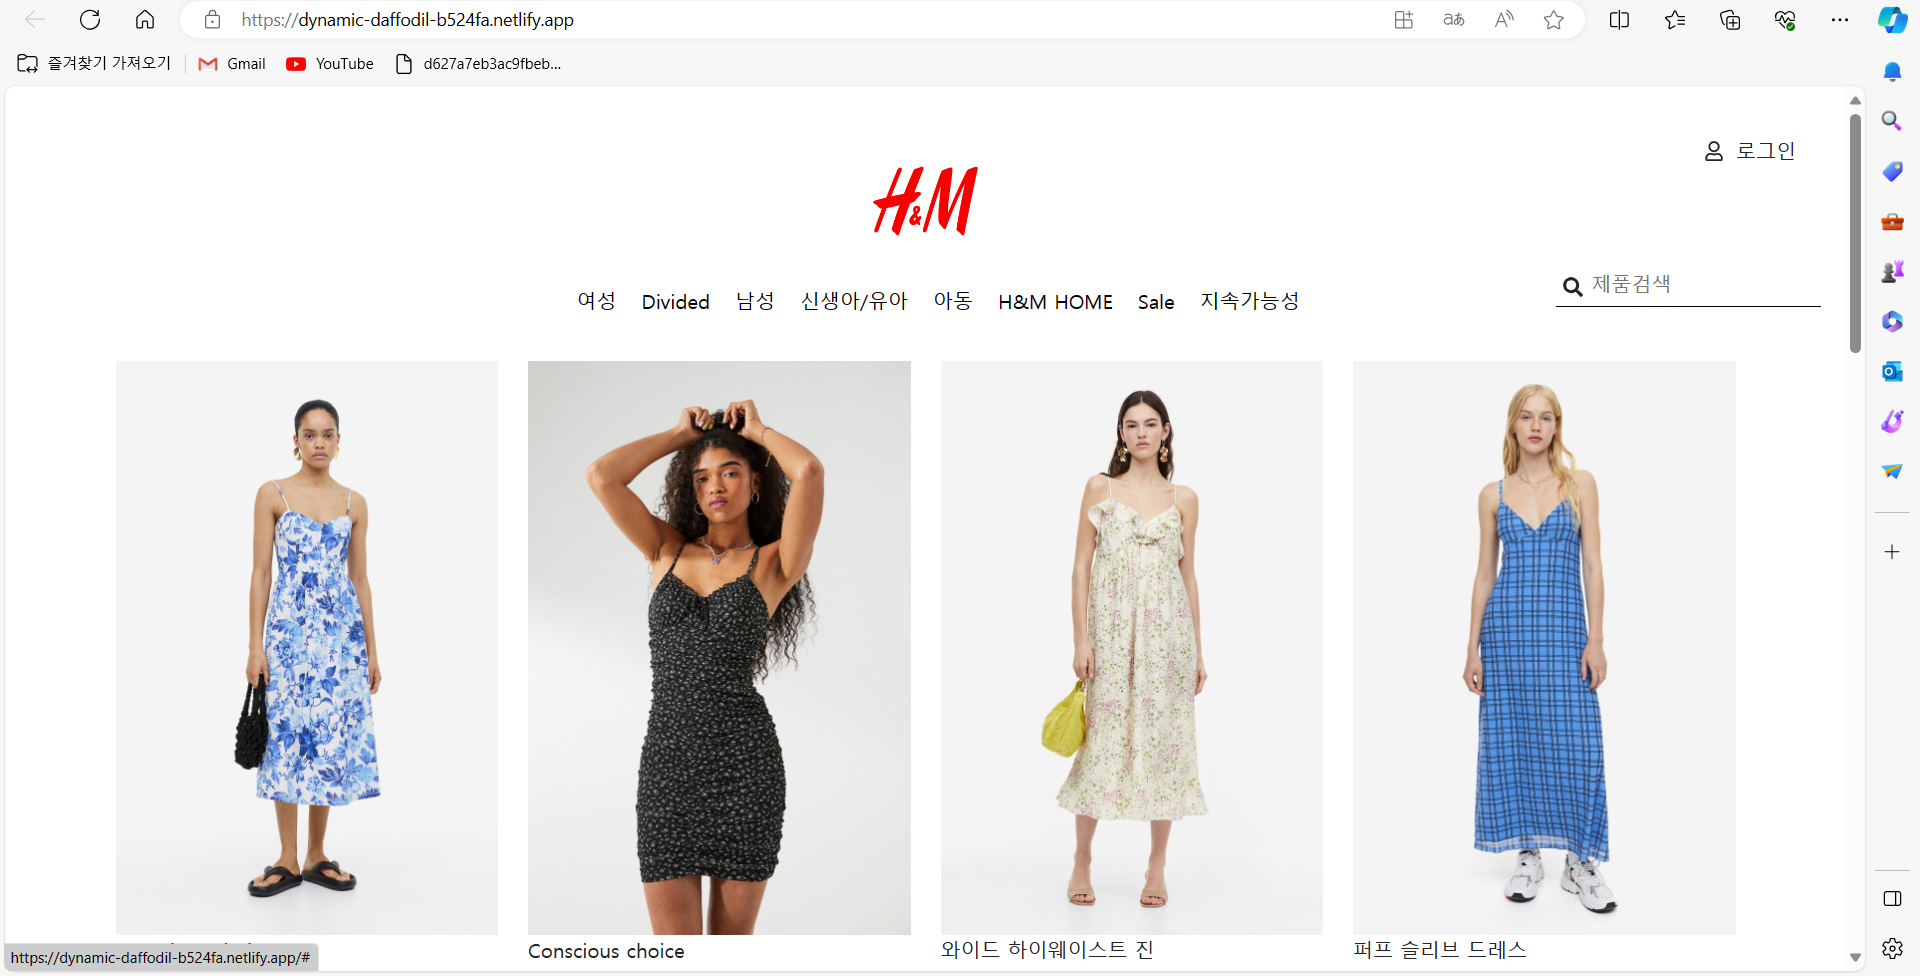 https://dynamic-daffodil-b524fa.netlify.app
즐겨찾기 가져오기 Gmail YouTube d627a7eb3ac9fbeb...
로그인
H&M
제품검색
여성 Divided 남성 신생아/유아 아동 H&M HOME Sale 지속가능성
Conscious choice 와이드 하이웨이스트 진 퍼프 슬리브 드레스
https://dynamic-daffodil-b524fa.netlify.app/#